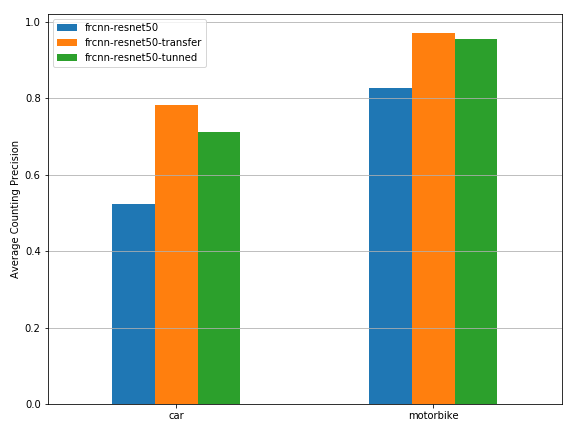 frcnn-resnet50
frcnn-resnet50-transfer
frcnn-resnet50-tunned
Average Counting Precision
1.0
0.8
0.6
0.4
0.2
0.0
car
motorbike